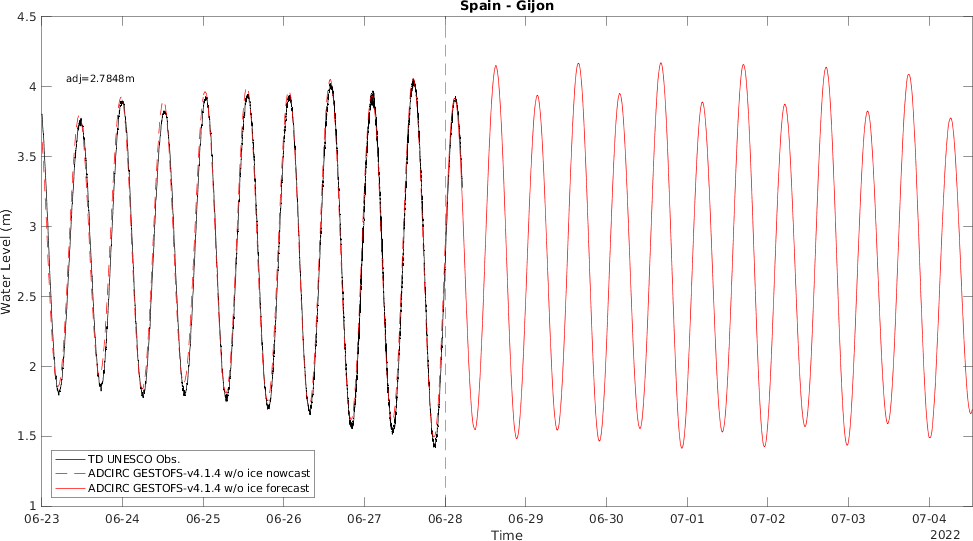 Spain - Gijon
4.5
adj=2.7848m
4
3.5
3
2.5
2
1.5
1
Water Level (m)
TD UNESCO Obs.
ADCIRC GESTOFS-v4.1.4 w/o ice nowcast
ADCIRC GESTOFS-v4.1.4 w/o ice forecast
06-23 06-24 06-25 06-26 06-27 06-28 06-29 06-30 07-01 07-02 07-03 07-04
Time
2022